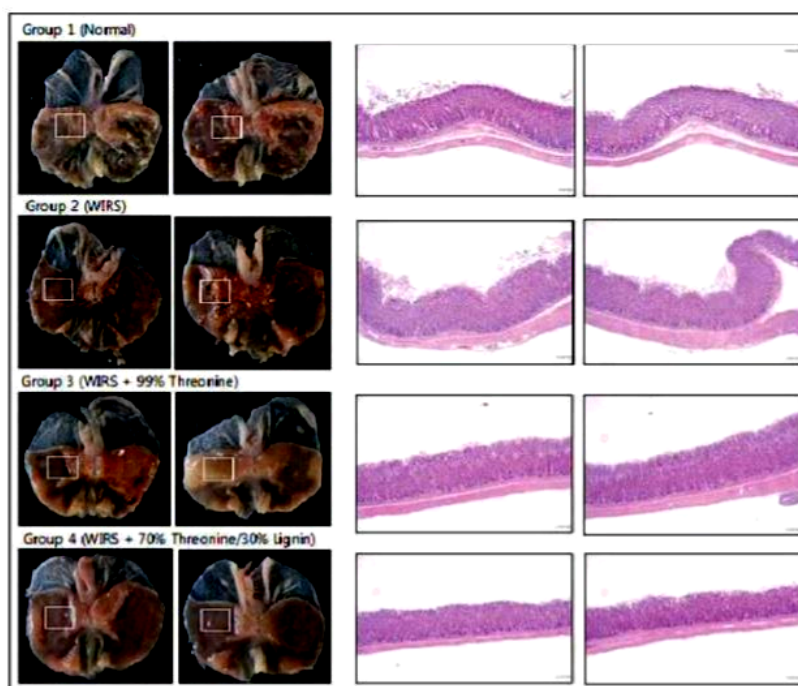 Group 1 (Normal)
Group 2 (WIRS)
Group 3 (WIRS + 99% Threonine)
Group 4 (WIRS + 70% Threonine/30% Lignin)